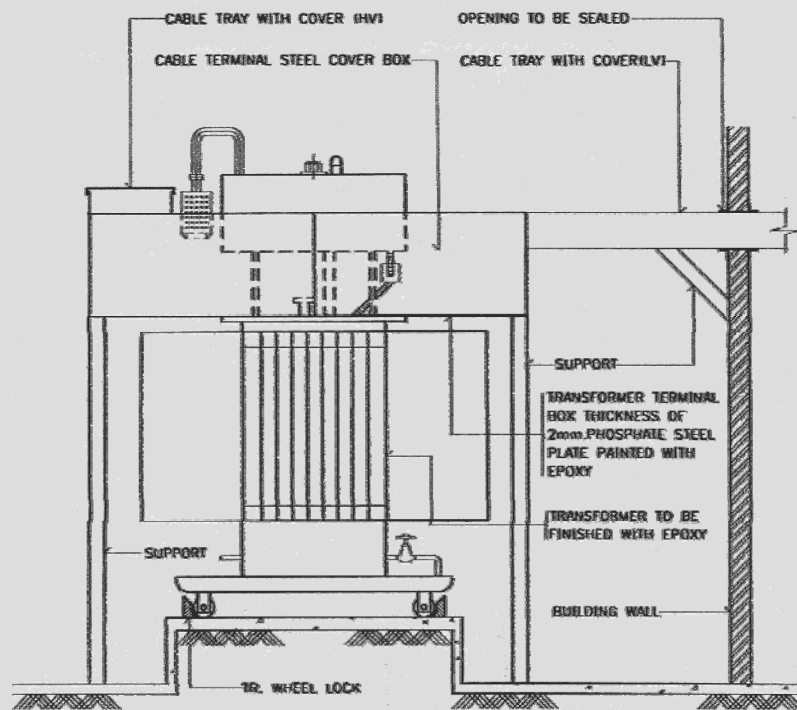 CABLE TRAY WITH COVER (HV)
OPENING TO BE SEALED
CABLE TERMINAL STEEL COVER BOX
CABLE TRAY WITH COVER(LV)
SUPPORT
TRANSFORMER TERMINAL
BOX THICKNESS OF
2mm.PHOSPHATE STEEL
PLATE PAINTED WITH
EPOXY
TRANSFORMER TO BE
FINISHED WITH EPOXY
SUPPORT
BUILDING WALL
TR. WHEEL LOCK